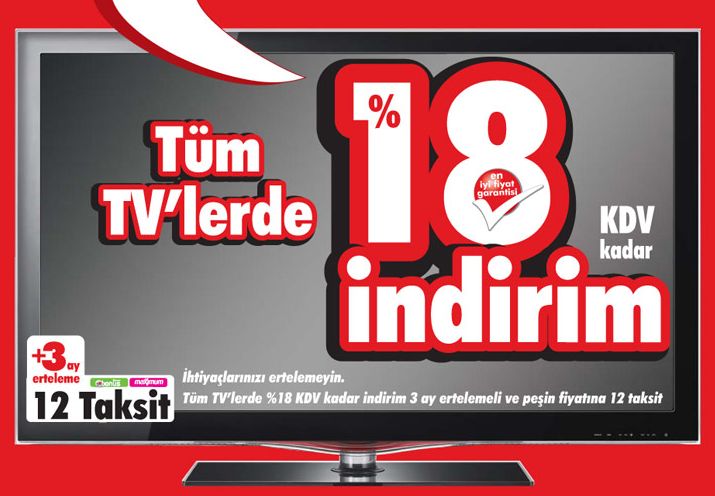 Tüm
TV'lerde
%18
en
iyi fiyat
garantisi
KDV
kadar
indirim
+3 ay
erteleme
bonus maximum
12 Taksit
İhtiyaçlarınızı ertelemeyin.
Tüm TV'lerde %18 KDV kadar indirim 3 ay ertelemeli ve peşin fiyatına 12 taksit